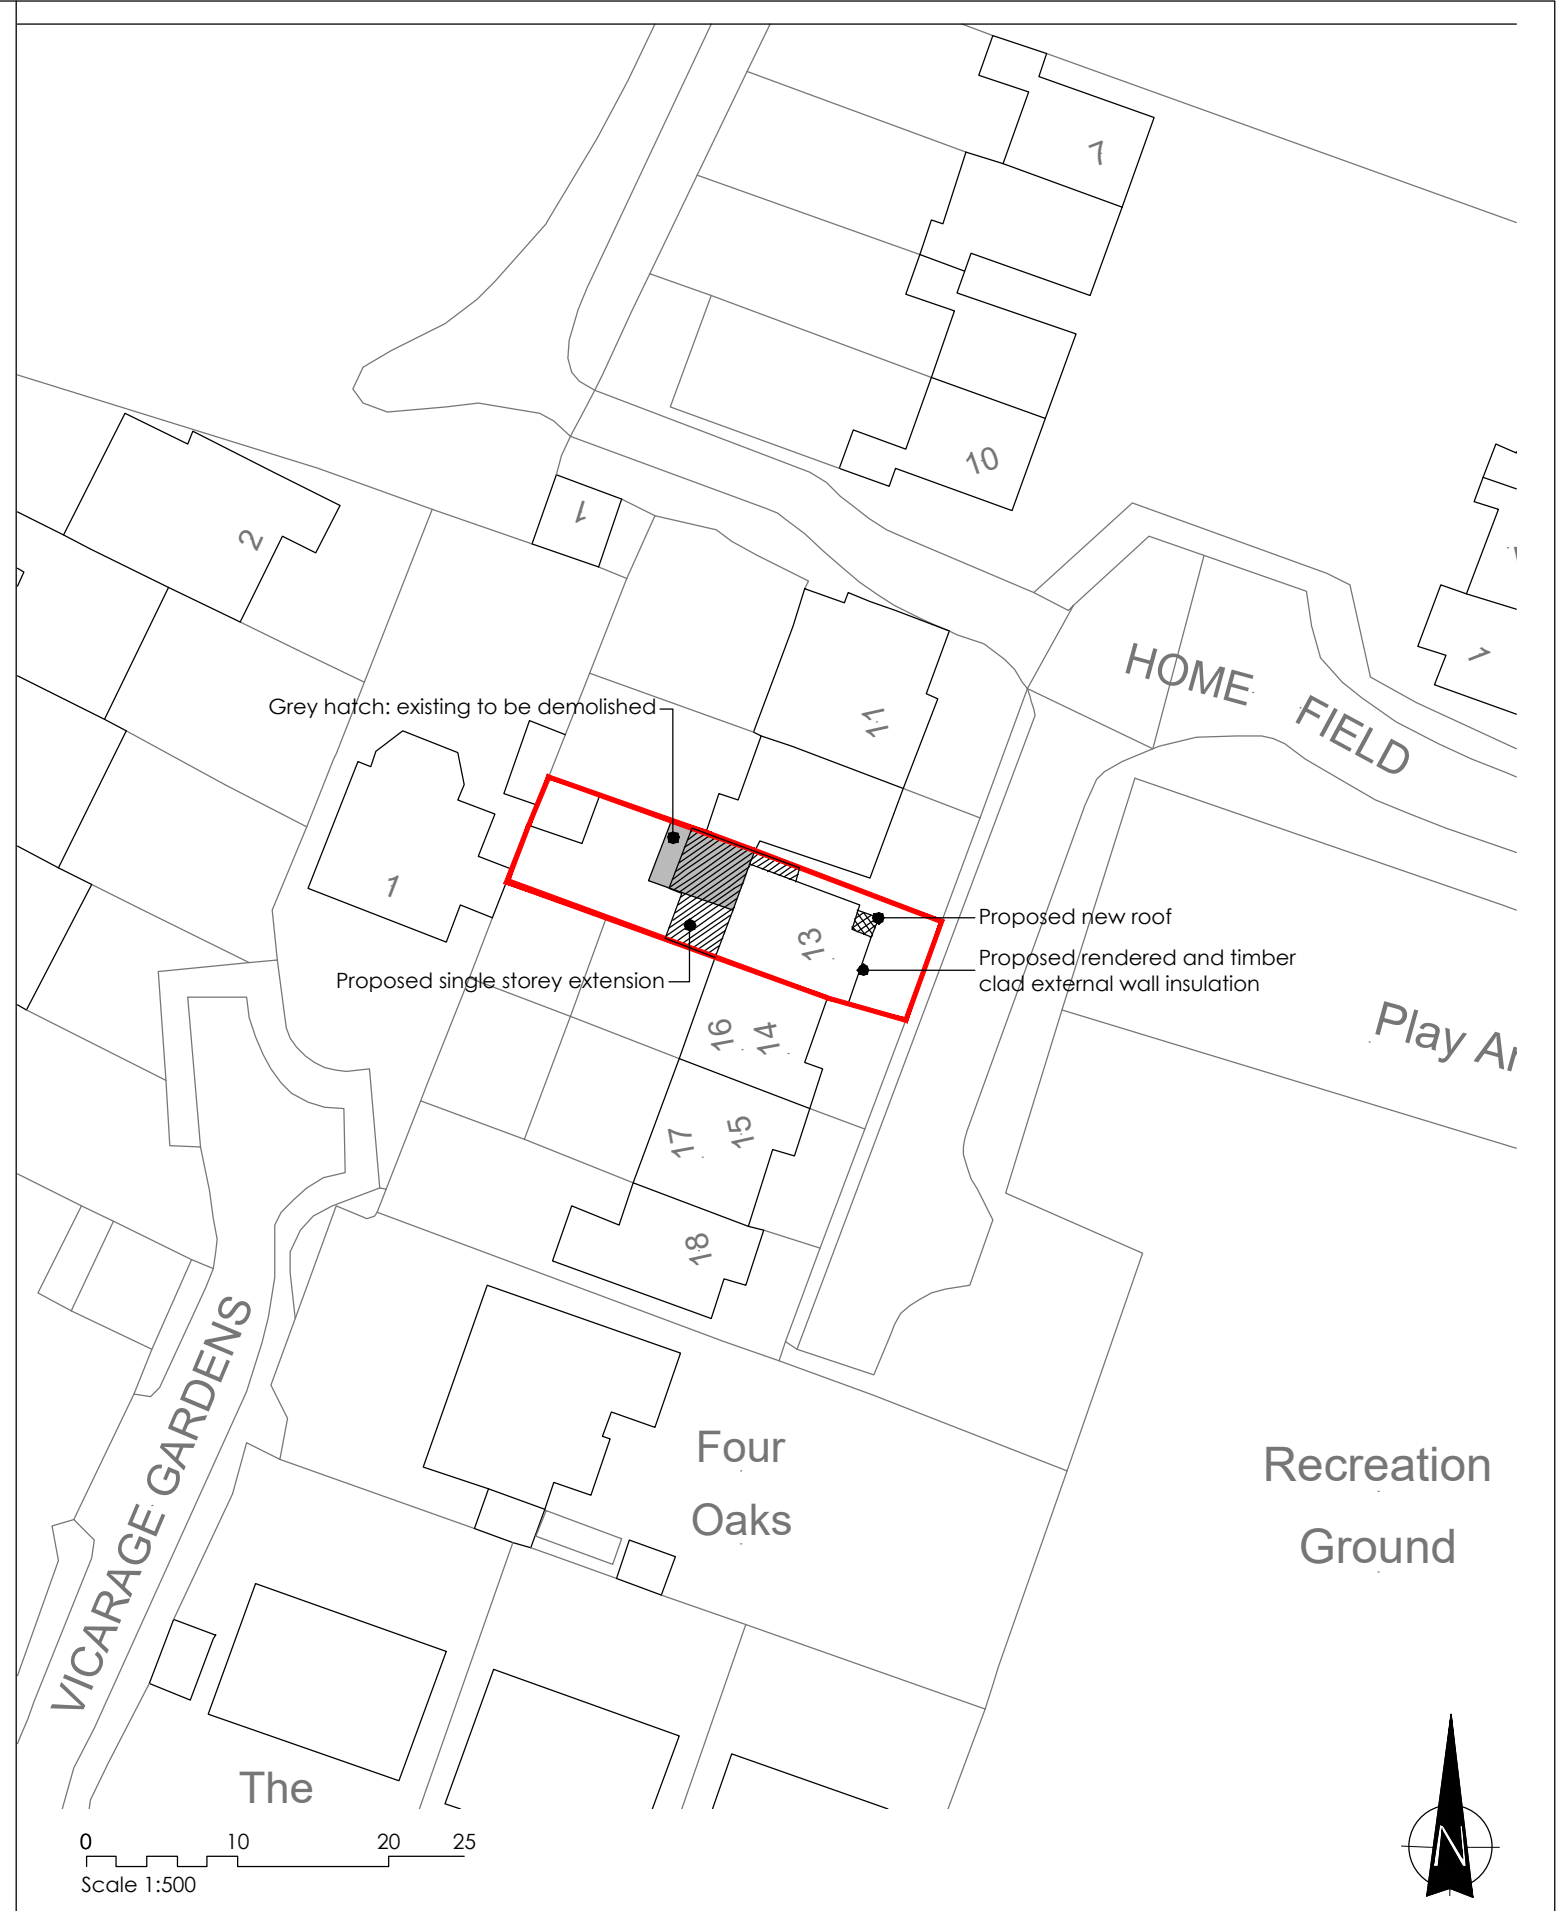 7
10
1
2
HOME FIELD
1
11
Grey hatch: existing to be demolished
1
Proposed new roof
13
Proposed rendered and timber
clad external wall insulation
Proposed single storey extension
Play
16
14
15
17
18
VICARAGE GARDENS
Four
Oaks
Recreation
Ground
The
0 10 20 25
Scale 1:500
N